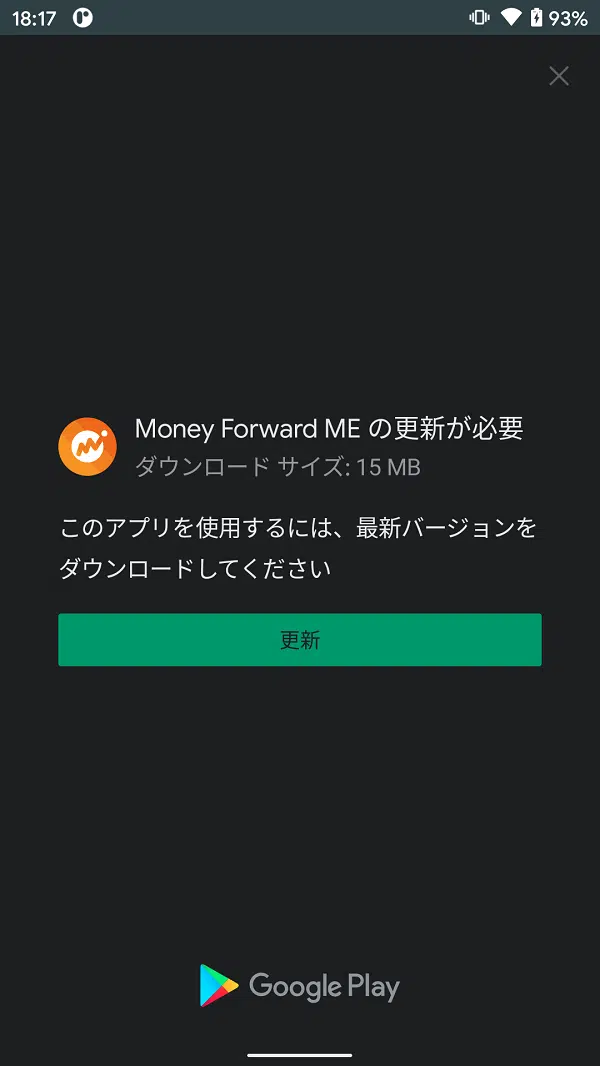 18:17
93%
Money Forward ME の更新が必要
ダウンロード サイズ: 15 MB
このアプリを使用するには、最新バージョンを
ダウンロードしてください
更新
Google Play